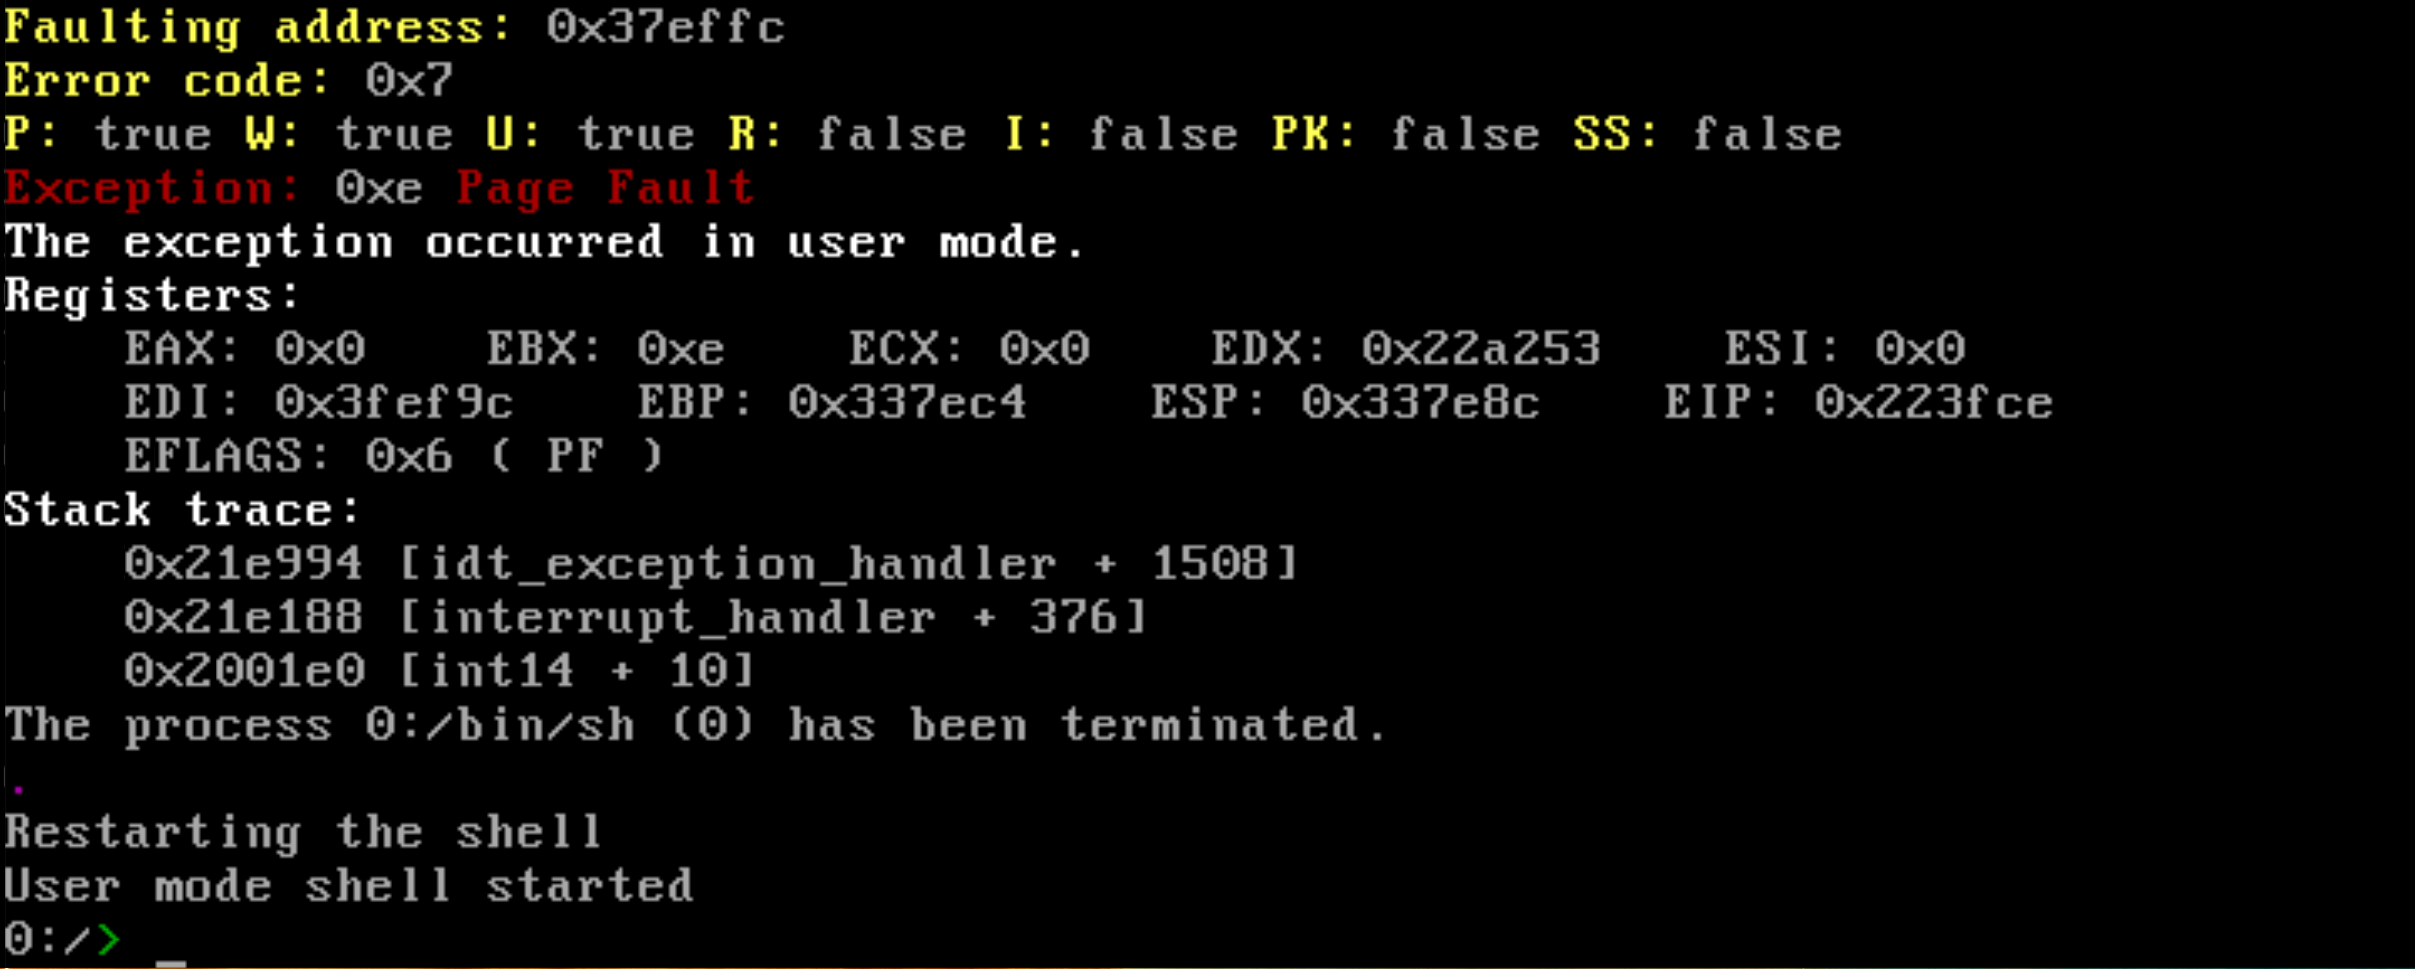 Faulting address: 0x37effc
Error code: 0x7
P: true W: true U: true R: false I: false PK: false SS: false
Exception: 0xe Page Fault
The exception occurred in user mode.
Registers:
    EAX: 0x0    EBX: 0xe    ECX: 0x0    EDX: 0x22a253    ESI: 0x0
    EDI: 0x3fef9c    EBP: 0x337ec4    ESP: 0x337e8c    EIP: 0x223fce
    EFLAGS: 0x6 ( PF )
Stack trace:
    0x21e994 [idt_exception_handler + 1508]
    0x21e188 [interrupt_handler + 376]
    0x2001e0 [int14 + 10]
The process 0:/bin/sh (0) has been terminated.
.
Restarting the shell
User mode shell started
0:/> _